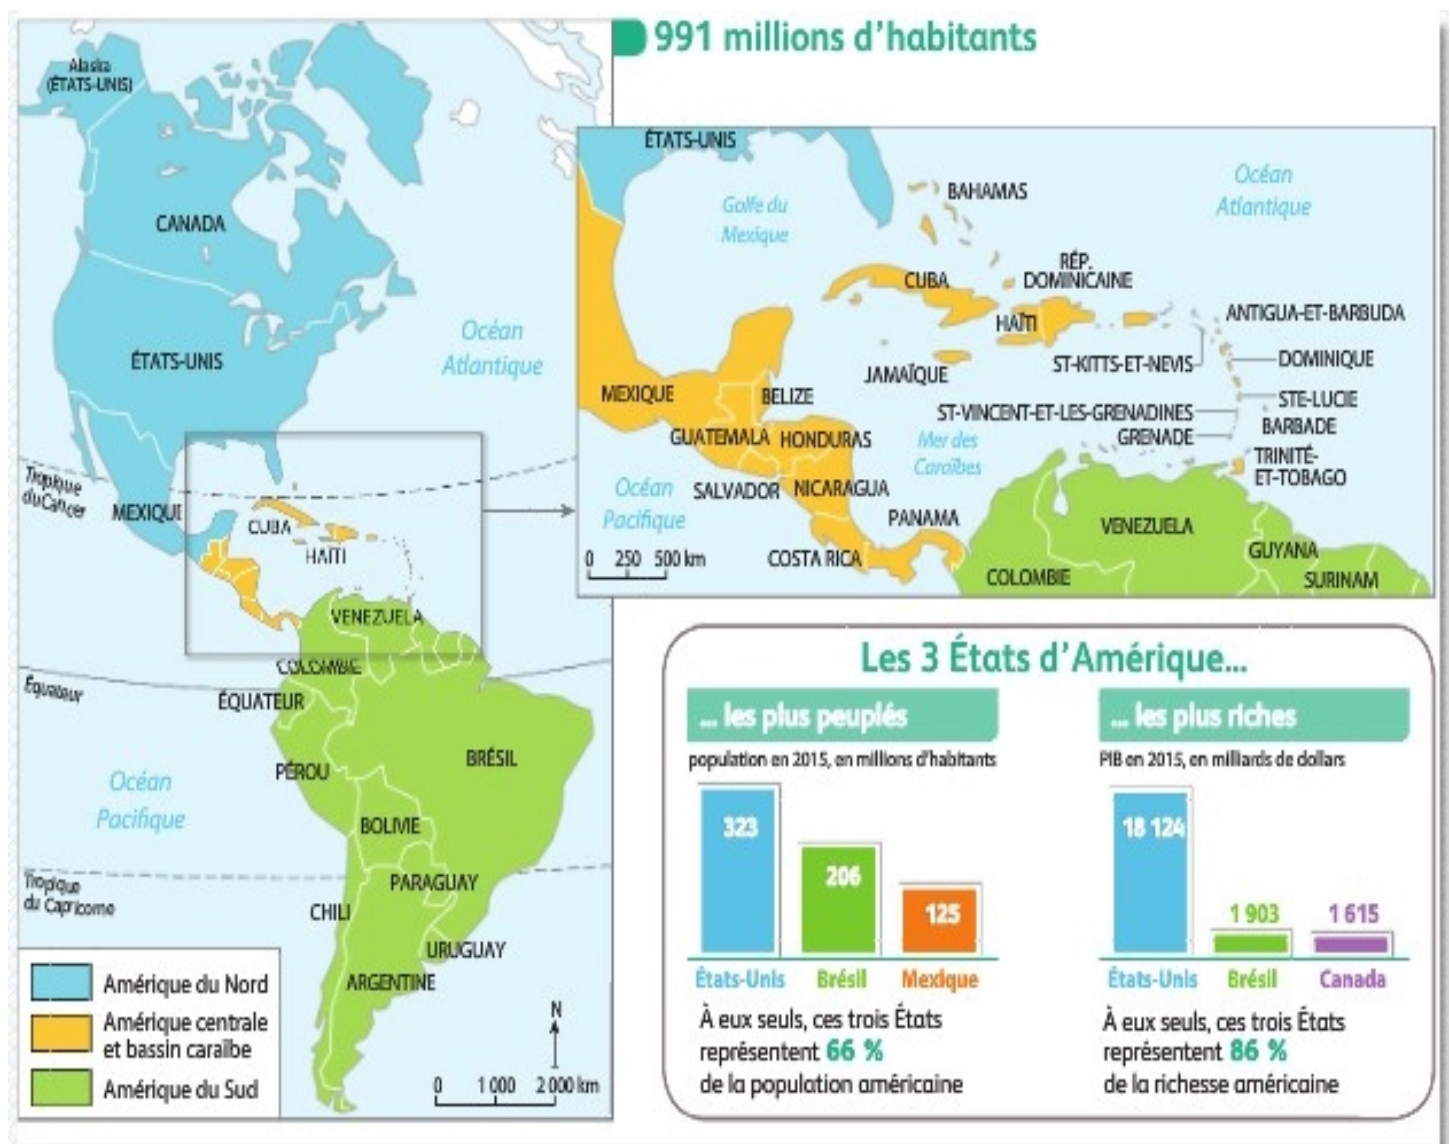 991 millions d'habitants
Alaska
(ÉTATS-UNIS)
CANADA
ÉTATS-UNIS
Océan
Atlantique
Tropique
du Cancer
MEXIQUE
CUBA
HAÏTI
VENEZUELA
COLOMBIE
Équateur
ÉQUATEUR
BRÉSIL
PÉROU
Océan
Pacifique
BOLIVIE
Tropique
du Capricorne
PARAGUAY
CHILI
URUGUAY
ARGENTINE
N
0 1 000 2 000 km
Amérique du Nord
Amérique centrale
et bassin caraïbe
Amérique du Sud
ÉTATS-UNIS
Golfe du
Mexique
BAHAMAS
Océan
Atlantique
CUBA
RÉP.
DOMINICAINE
HAÏTI
ANTIGUA-ET-BARBUDA
ST-KITTS-ET-NEVIS
DOMINIQUE
JAMAÏQUE
MEXIQUE
BELIZE
STE-LUCIE
ST-VINCENT-ET-LES-GRENADINES
BARBADE
GUATEMALA
HONDURAS
Mer des
Caraïbes
GRENADE
TRINITÉ-
ET-TOBAGO
Océan
Pacifique
SALVADOR
NICARAGUA
PANAMA
VENEZUELA
COSTA RICA
GUYANA
COLOMBIE
SURINAM
0 250 500 km
Les 3 États d'Amérique...
... les plus peuplés
population en 2015, en millions d'habitants
323
206
125
États-Unis
Brésil
Mexique
À eux seuls, ces trois États
représentent 66 %
de la population américaine
... les plus riches
PIB en 2015, en milliards de dollars
18 124
1 903
1 615
États-Unis
Brésil
Canada
À eux seuls, ces trois États
représentent 86 %
de la richesse américaine